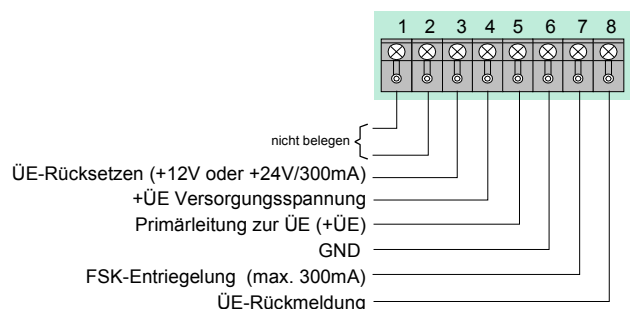 1 2 3 4 5 6 7 8
nicht belegen
ÜE-Rücksetzen (+12V oder +24V/300mA)
+ÜE Versorgungsspannung
Primärleitung zur ÜE (+ÜE)
GND
FSK-Entriegelung (max. 300mA)
ÜE-Rückmeldung